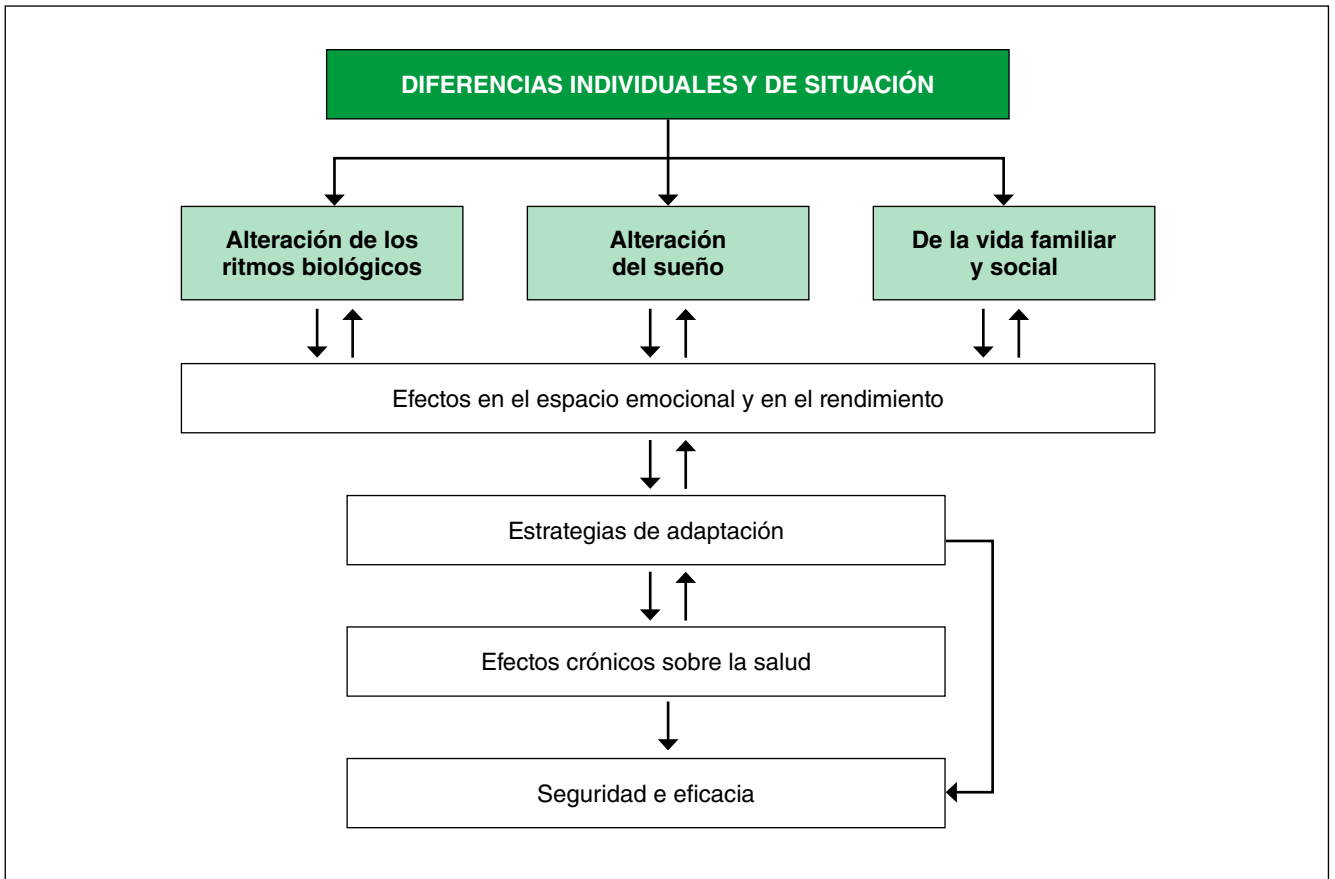 DIFERENCIAS INDIVIDUALES Y DE SITUACIÓN
Alteración de los
ritmos biológicos
Alteración
del sueño
De la vida familiar
y social
Efectos en el espacio emocional y en el rendimiento
Estrategias de adaptación
Efectos crónicos sobre la salud
Seguridad e eficacia